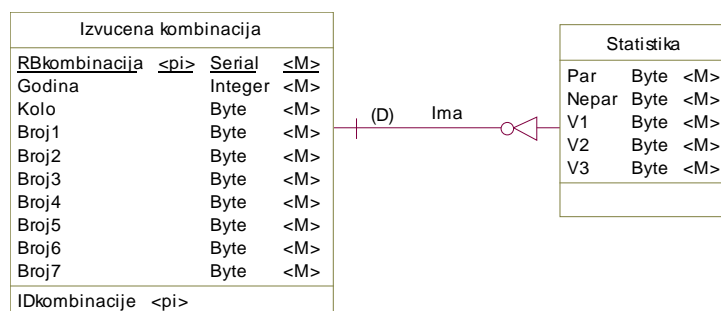 Izvucena kombinacija
RBkombinacija <pi> Serial <M>
Godina Integer <M>
Kolo Byte <M>
Broj1 Byte <M>
Broj2 Byte <M>
Broj3 Byte <M>
Broj4 Byte <M>
Broj5 Byte <M>
Broj6 Byte <M>
Broj7 Byte <M>
IDkombinacije <pi>
(D) Ima
Statistika
Par Byte <M>
Nepar Byte <M>
V1 Byte <M>
V2 Byte <M>
V3 Byte <M>